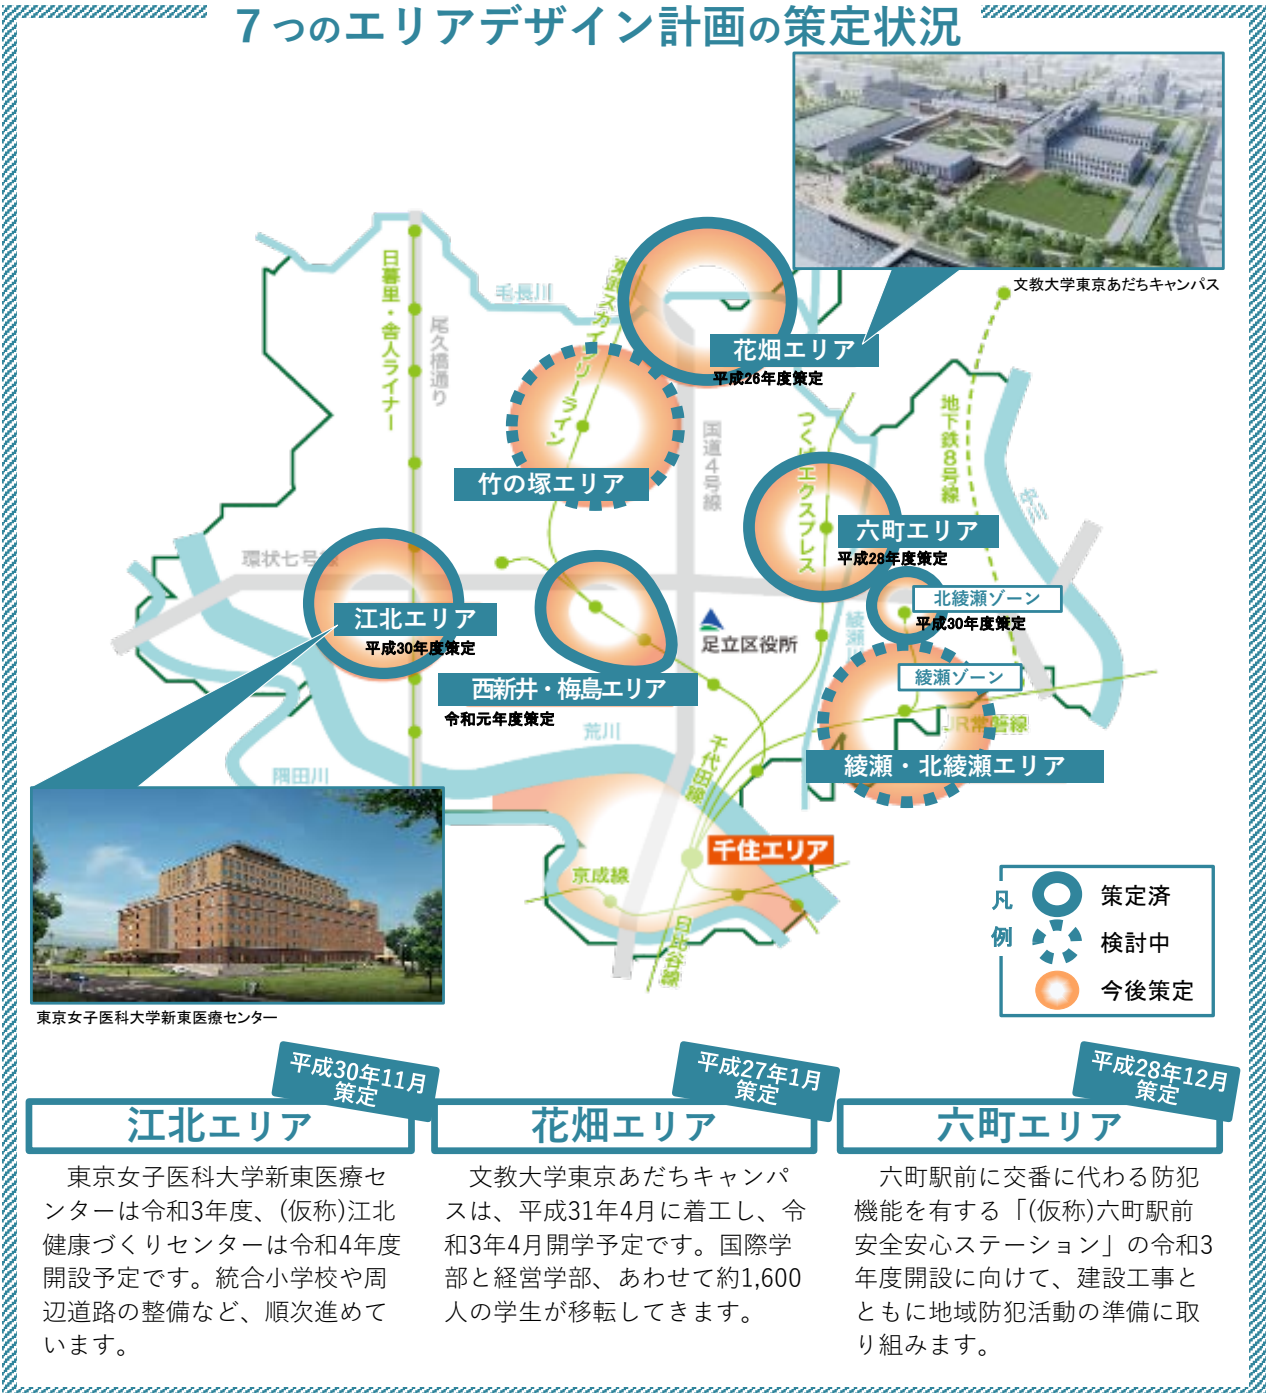 7つのエリアデザイン計画の策定状況
文教大学東京あだちキャンパス
日暮里・舎人ライナー
尾久橋通り
毛長川
東武スカイツリーライン
花畑エリア
平成26年度策定
竹の塚エリア
国道4号線
つくばエクスプレス
地下鉄8号線
中川
六町エリア
平成28年度策定
環状七号線
江北エリア
平成30年度策定
北綾瀬ゾーン
平成30年度策定
足立区役所
綾瀬川
綾瀬ゾーン
西新井・梅島エリア
令和元年度策定
JR常磐線
荒川
綾瀬・北綾瀬エリア
隅田川
千代田線
千住エリア
京成線
日比谷線
凡例
策定済
検討中
今後策定
東京女子医科大学新東医療センター
平成30年11月
策定
江北エリア
東京女子医科大学新東医療セ
ンターは令和3年度、(仮称)江北
健康づくりセンターは令和4年度
開設予定です。統合小学校や周
辺道路の整備など、順次進めて
います。
平成27年1月
策定
花畑エリア
文教大学東京あだちキャンパ
スは、平成31年4月に着工し、令
和3年4月開学予定です。国際学
部と経営学部、あわせて約1,600
人の学生が移転してきます。
平成28年12月
策定
六町エリア
六町駅前に交番に代わる防犯
機能を有する「(仮称)六町駅前
安全安心ステーション」の令和3
年度開設に向けて、建設工事と
ともに地域防犯活動の準備に取
り組みます。